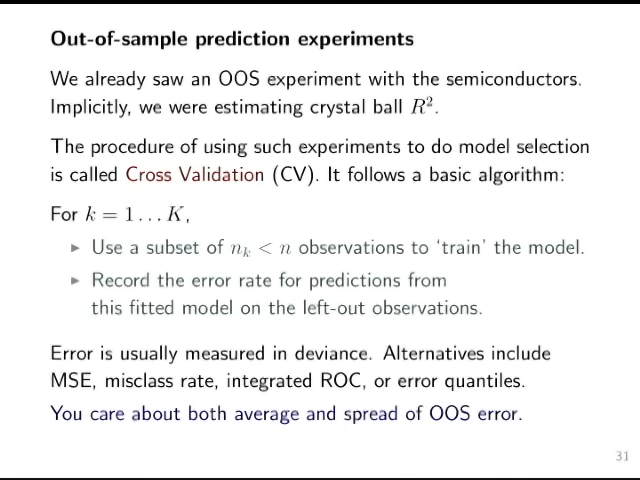 Out-of-sample prediction experiments
We already saw an OOS experiment with the semiconductors.
Implicitly, we were estimating crystal ball R².
The procedure of using such experiments to do model selection
is called Cross Validation (CV). It follows a basic algorithm:
For k = 1 . . . K,
▶ Use a subset of nₖ < n observations to ‘train’ the model.
▶ Record the error rate for predictions from
this fitted model on the left-out observations.
Error is usually measured in deviance. Alternatives include
MSE, misclass rate, integrated ROC, or error quantiles.
You care about both average and spread of OOS error.
31